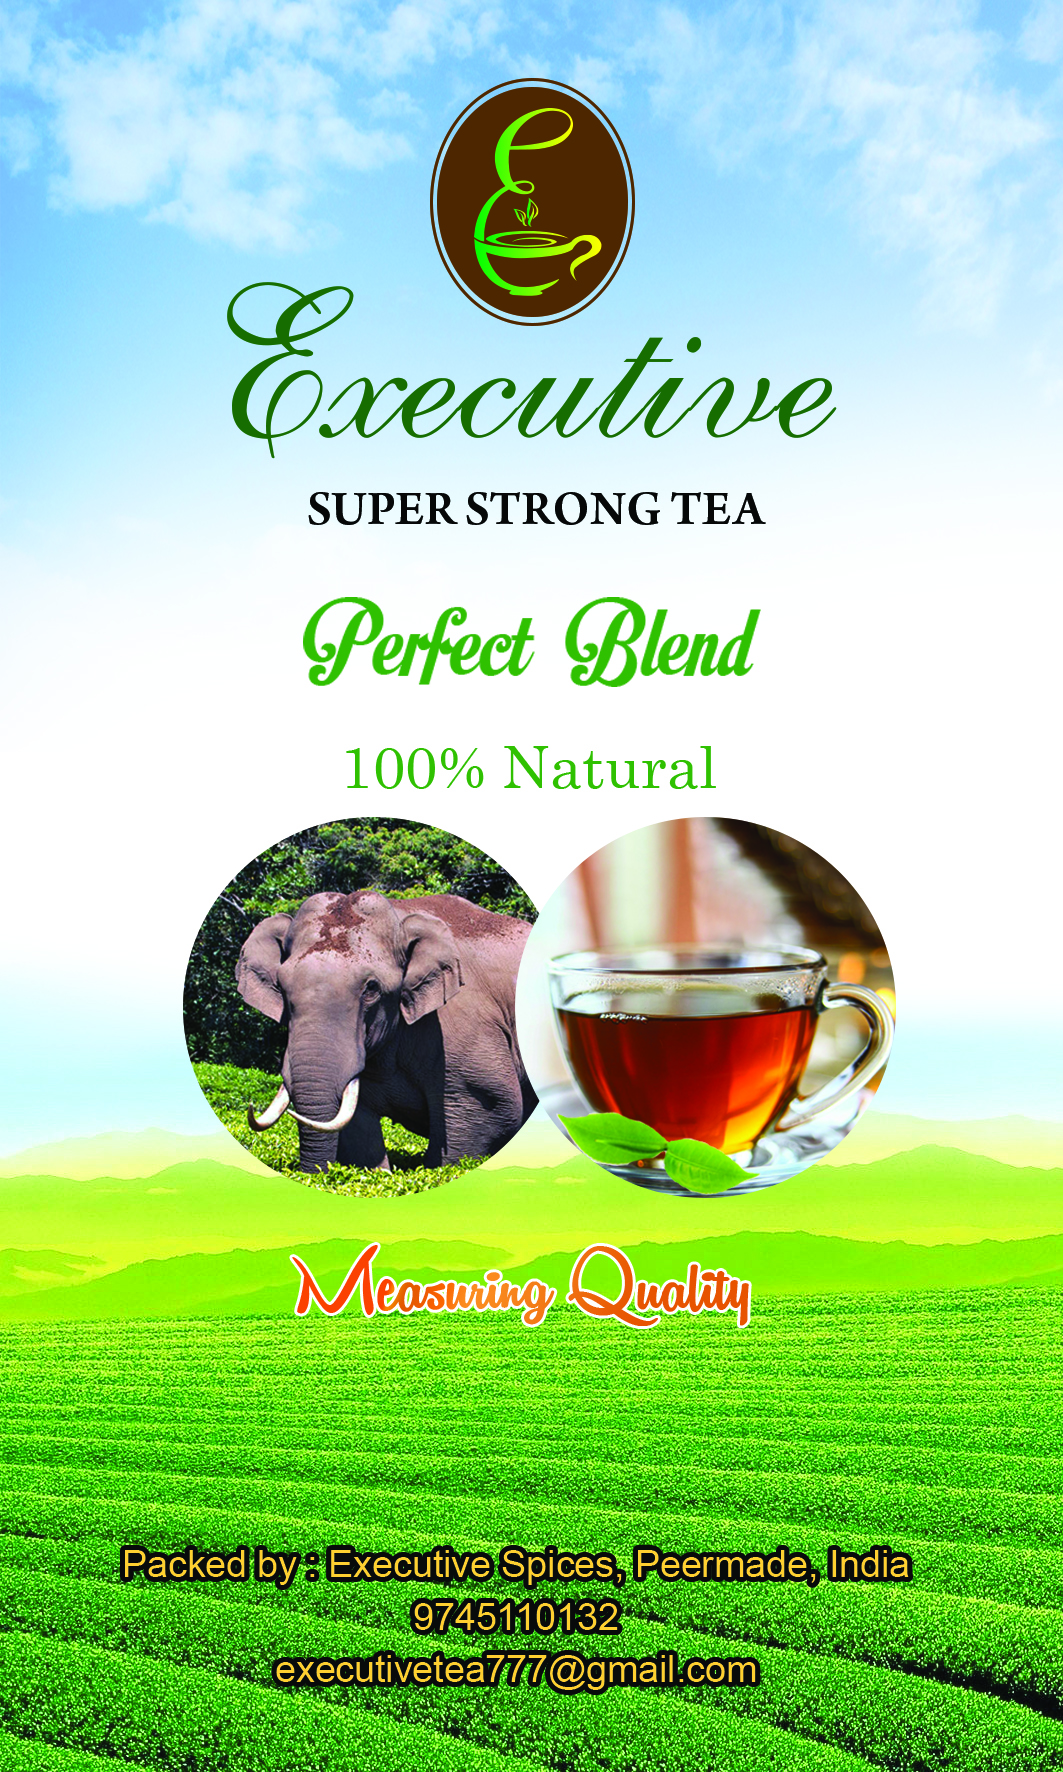 Executive
SUPER STRONG TEA
Perfect Blend
100% Natural
Measuring Quality
Packed by : Executive Spices, Peermade, India
9745110132
executivetea777@gmail.com